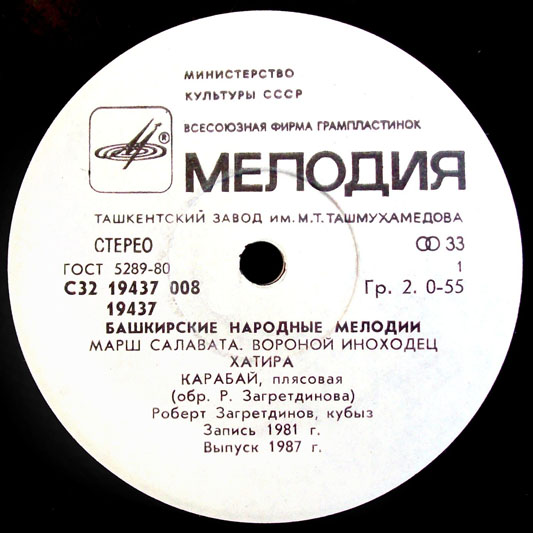 МИНИСТЕРСТВО
КУЛЬТУРЫ СССР
ВСЕСОЮЗНАЯ ФИРМА ГРАМПЛАСТИНОК
®
МЕЛОДИЯ
ТАШКЕНТСКИЙ ЗАВОД ИМ. М.Т. ТАШМУХАМЕДОВА
СТЕРЕО 33
ГОСТ 5289-80 1
С32 19437 008 Гр. 2. 0-55
19437
БАШКИРСКИЕ НАРОДНЫЕ МЕЛОДИИ
МАРШ САЛАВАТА. ВОРОНОЙ ИНОХОДЕЦ
ХАТИРА
КАРАБАЙ, плясовая
(обр. Р. Загретдинова)
Роберт Загретдинов, кубыз
Запись 1981 г.
Выпуск 1987 г.